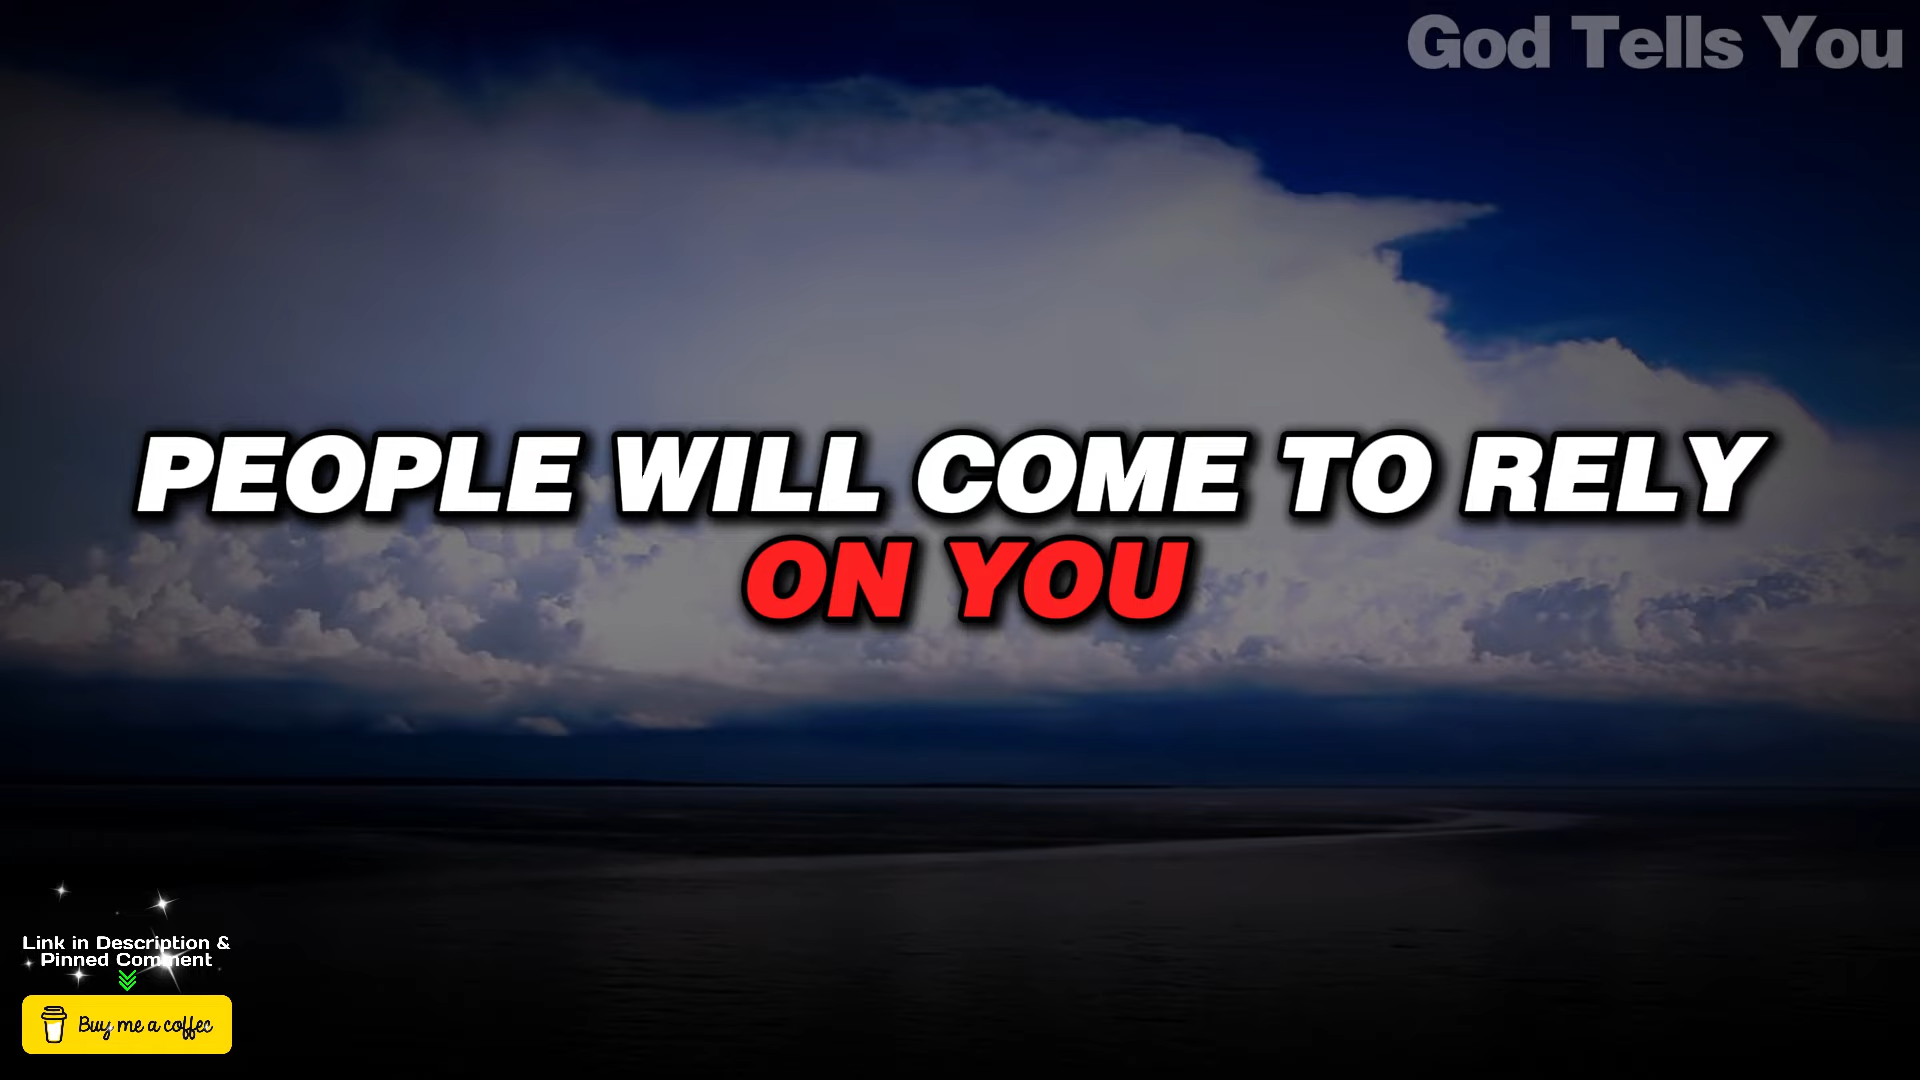 God Tells You
PEOPLE WILL COME TO RELY
ON YOU
Link in Description &
Pinned Comment
Buy me a coffee